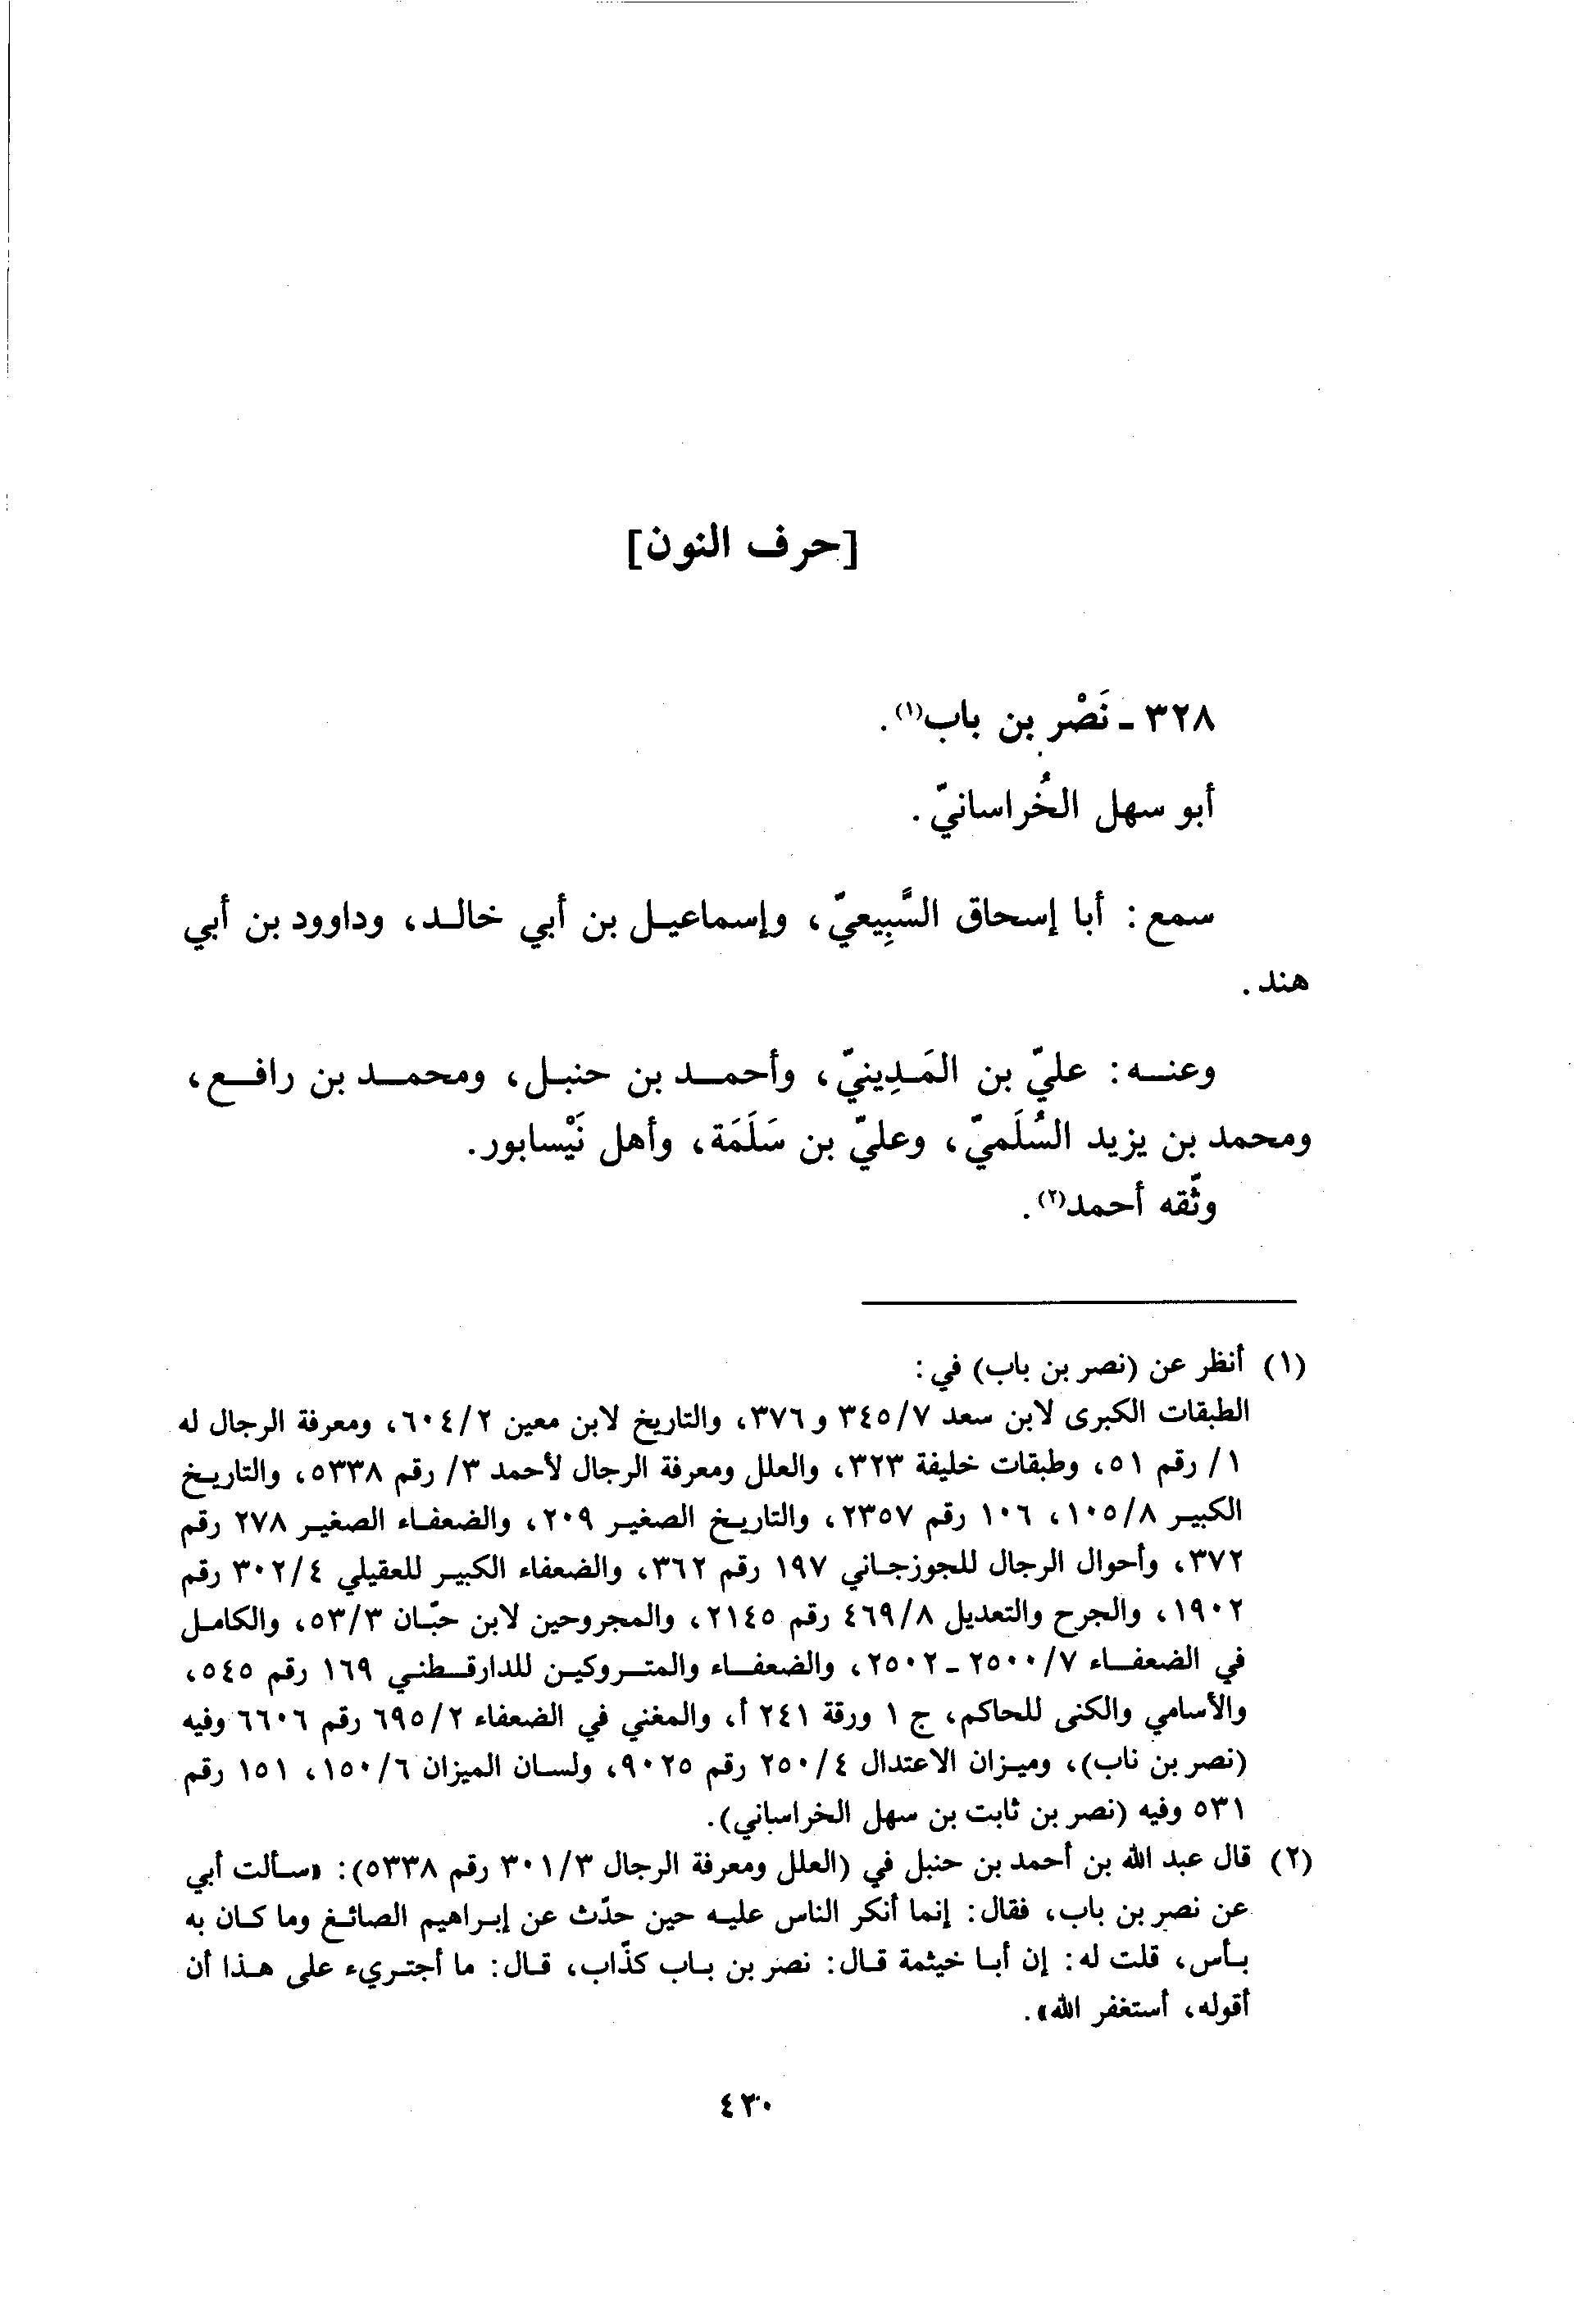 [حرف النون]
٣٢٨ ـ نَصْر بن باب(١).
أبو سهل الخُراسانيّ.
سمع: أبا إسحاق السَّبِيعيّ، وإسماعيل بن أبي خالد، وداوود بن أبي
هند.
وعنه: عليّ بن المَدِينيّ، وأحمد بن حنبل، ومحمد بن رافع،
ومحمد بن يزيد السُّلَميّ، وعليّ بن سَلَمَة، وأهل نَيْسابور.
وثّقه أحمد(٢).
(١) أنظر عن (نصر بن باب) في:
الطبقات الكبرى لابن سعد ٣٤٥/٧ و ٣٧٦، والتاريخ لابن معين ٦٠٤/٢، ومعرفة الرجال له
١/ رقم ٥١، وطبقات خليفة ٣٢٣، والعلل ومعرفة الرجال لأحمد ٣/ رقم ٥٣٣٨، والتاريخ
الكبير ١٠٥/٨، ١٠٦ رقم ٢٣٥٧، والتاريخ الصغير ٢٠٩، والضعفاء الصغير ٢٧٨ رقم
٣٧٢، وأحوال الرجال للجوزجاني ١٩٧ رقم ٣٦٢، والضعفاء الكبير للعقيلي ٣٠٢/٤ رقم
١٩٠٢، والجرح والتعديل ٤٦٩/٨ رقم ٢١٤٥، والمجروحين لابن حبّان ٥٣/٣، والكامل
في الضعفاء ٢٥٠٠/٧ ـ ٢٥٠٢، والضعفاء والمتروكين للدارقطني ١٦٩ رقم ٥٤٥،
والأسامي والكنى للحاكم، ج ١ ورقة ٢٤١ أ، والمغني في الضعفاء ٦٩٥/٢ رقم ٦٦٠٦ وفيه
(نصر بن ناب)، وميزان الاعتدال ٢٥٠/٤ رقم ٩٠٢٥، ولسان الميزان ١٥٠/٦، ١٥١ رقم
٥٣١ وفيه (نصر بن ثابت بن سهل الخراساني).
(٢) قال عبد الله بن أحمد بن حنبل في (العلل ومعرفة الرجال ٣٠١/٣ رقم ٥٣٣٨): «سألت أبي
عن نصر بن باب، فقال: إنما أنكر الناس عليه حين حدّث عن إبراهيم الصائغ وما كان به
بأس، قلت له: إن أبا خيثمة قال: نصر بن باب كذّاب، قال: ما أجتريء على هذا أن
أقوله، أستغفر الله».
٤٣٠